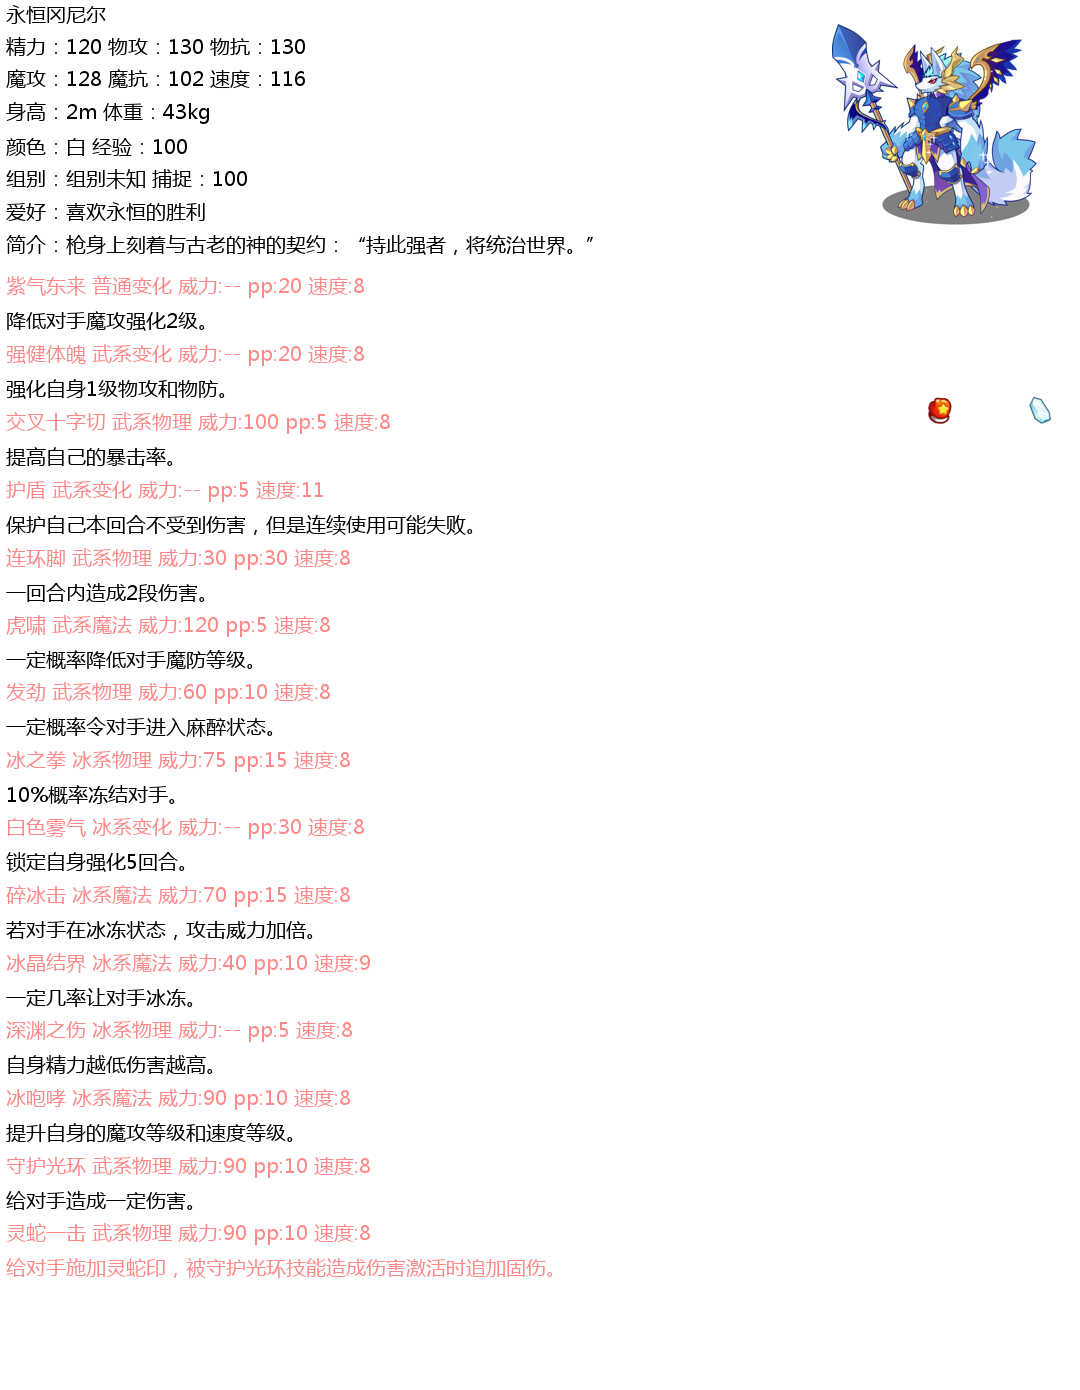 永恒冈尼尔
精力：120 物攻：130 物抗：130
魔攻：128 魔抗：102 速度：116
身高：2m 体重：43kg
颜色：白 经验：100
组别：组别未知 捕捉：100
爱好：喜欢永恒的胜利
简介：枪身上刻着与古老的神的契约：“持此强者，将统治世界。”
紫气东来 普通变化 威力:-- pp:20 速度:8
降低对手魔攻强化2级。
强健体魄 武系变化 威力:-- pp:20 速度:8
强化自身1级物攻和物防。
交叉十字切 武系物理 威力:100 pp:5 速度:8
提高自己的暴击率。
护盾 武系变化 威力:-- pp:5 速度:11
保护自己本回合不受到伤害，但是连续使用可能失败。
连环脚 武系物理 威力:30 pp:30 速度:8
一回合内造成2段伤害。
虎啸 武系魔法 威力:120 pp:5 速度:8
一定概率降低对手魔防等级。
发劲 武系物理 威力:60 pp:10 速度:8
一定概率令对手进入麻醉状态。
冰之拳 冰系物理 威力:75 pp:15 速度:8
10%概率冻结对手。
白色雾气 冰系变化 威力:-- pp:30 速度:8
锁定自身强化5回合。
碎冰击 冰系魔法 威力:70 pp:15 速度:8
若对手在冰冻状态，攻击威力加倍。
冰晶结界 冰系魔法 威力:40 pp:10 速度:9
一定几率让对手冰冻。
深渊之伤 冰系物理 威力:-- pp:5 速度:8
自身精力越低伤害越高。
冰咆哮 冰系魔法 威力:90 pp:10 速度:8
提升自身的魔攻等级和速度等级。
守护光环 武系物理 威力:90 pp:10 速度:8
给对手造成一定伤害。
灵蛇一击 武系物理 威力:90 pp:10 速度:8
给对手施加灵蛇印，被守护光环技能造成伤害激活时追加固伤。